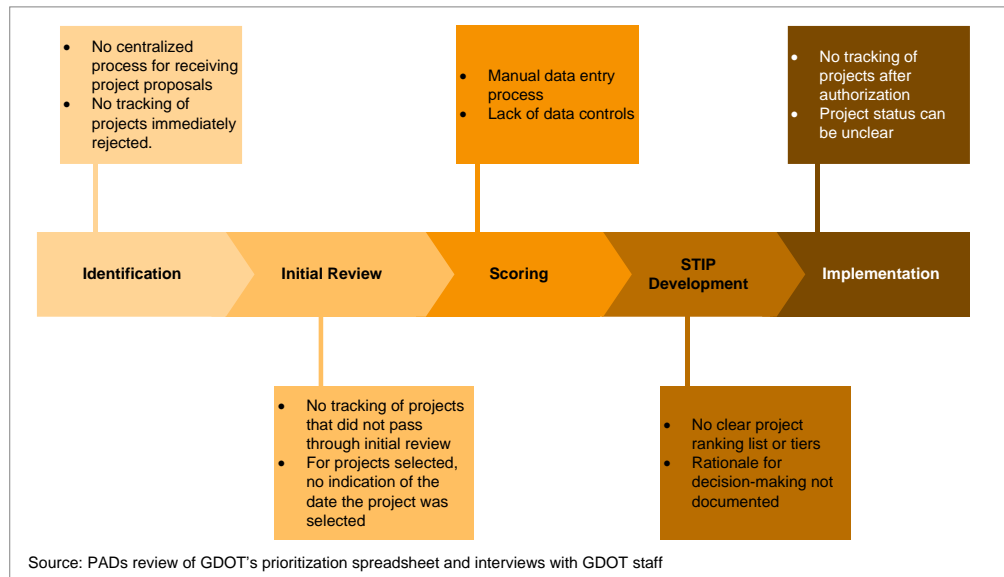 • No centralized
process for receiving
project proposals
• No tracking of
projects immediately
rejected.
• Manual data entry
process
• Lack of data controls
• No tracking of
projects after
authorization
• Project status can
be unclear
Identification
Initial Review
Scoring
STIP
Development
Implementation
• No tracking of projects
that did not pass
through initial review
• For projects selected,
no indication of the
date the project was
selected
• No clear project
ranking list or tiers
• Rationale for
decision-making not
documented
Source: PADs review of GDOT's prioritization spreadsheet and interviews with GDOT staff